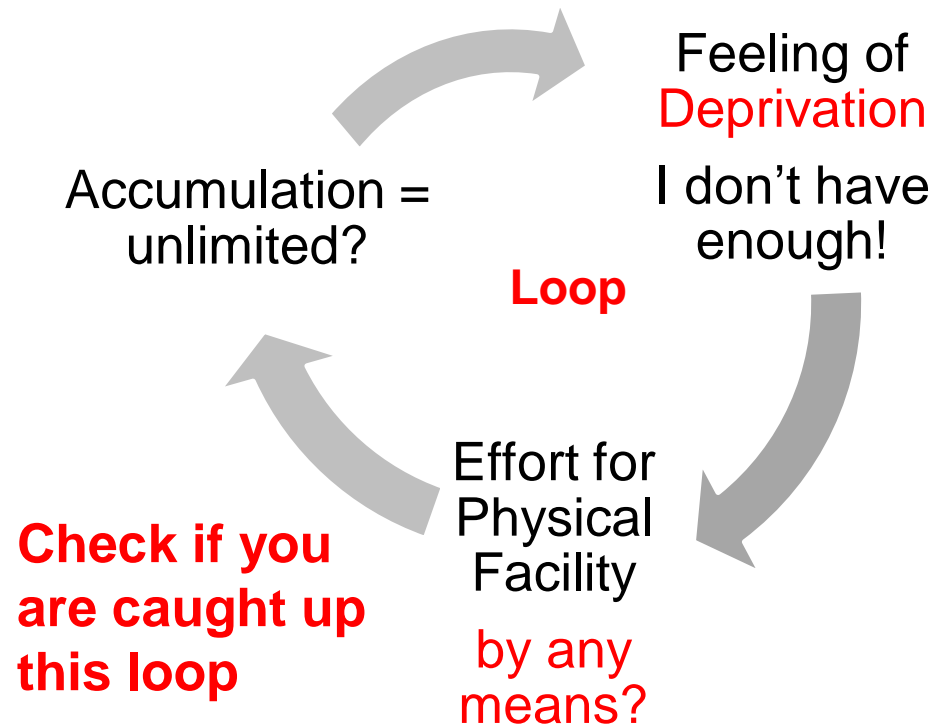 Feeling of
Deprivation
I don't have
enough!
Accumulation =
unlimited?
Loop
Effort for
Physical
Facility
by any
means?
Check if you
are caught up
this loop